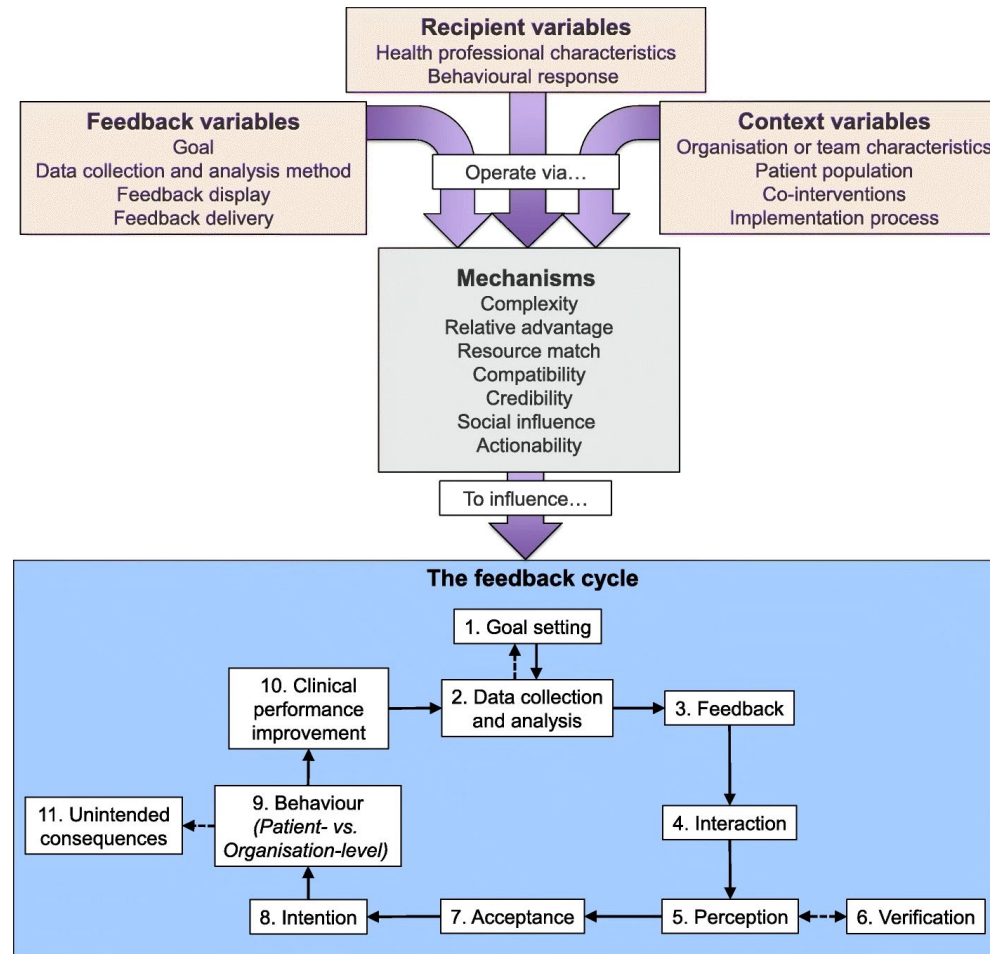 Recipient variables
Health professional characteristics
Behavioural response
Feedback variables
Goal
Data collection and analysis method
Feedback display
Feedback delivery
Context variables
Organisation or team characteristics
Patient population
Co-interventions
Implementation process
Operate via…
Mechanisms
Complexity
Relative advantage
Resource match
Compatibility
Credibility
Social influence
Actionability
To influence…
The feedback cycle
1. Goal setting
2. Data collection
and analysis
3. Feedback
4. Interaction
5. Perception
6. Verification
7. Acceptance
8. Intention
9. Behaviour
(Patient- vs.
Organisation-level)
10. Clinical
performance
improvement
11. Unintended
consequences